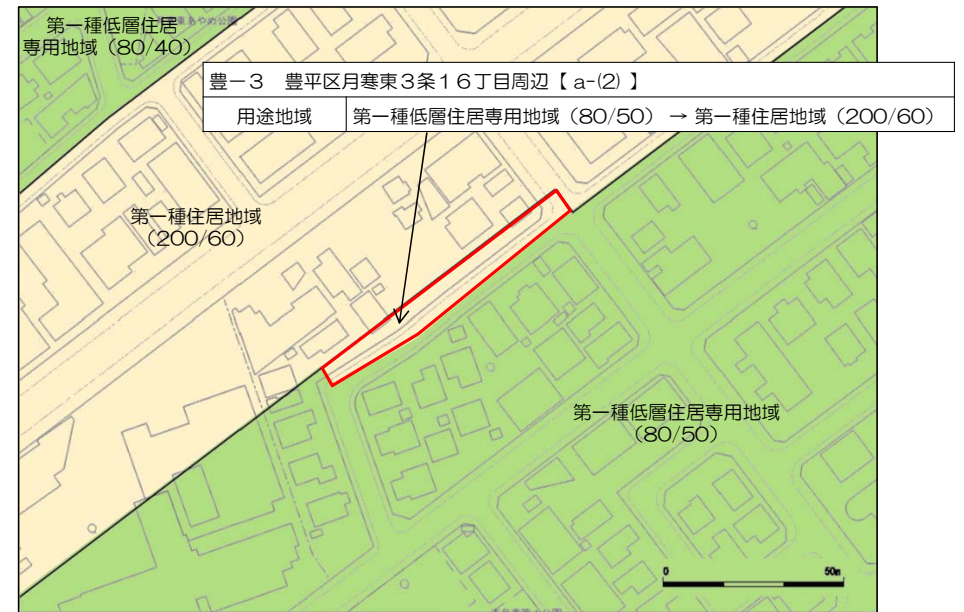 第一種低層住居
専用地域（80/40）
豊－3　豊平区月寒東3条16丁目周辺【 a-(2) 】
用途地域　第一種低層住居専用地域（80/50）→ 第一種住居地域（200/60）
第一種住居地域
（200/60）
第一種低層住居専用地域
（80/50）
0　50m